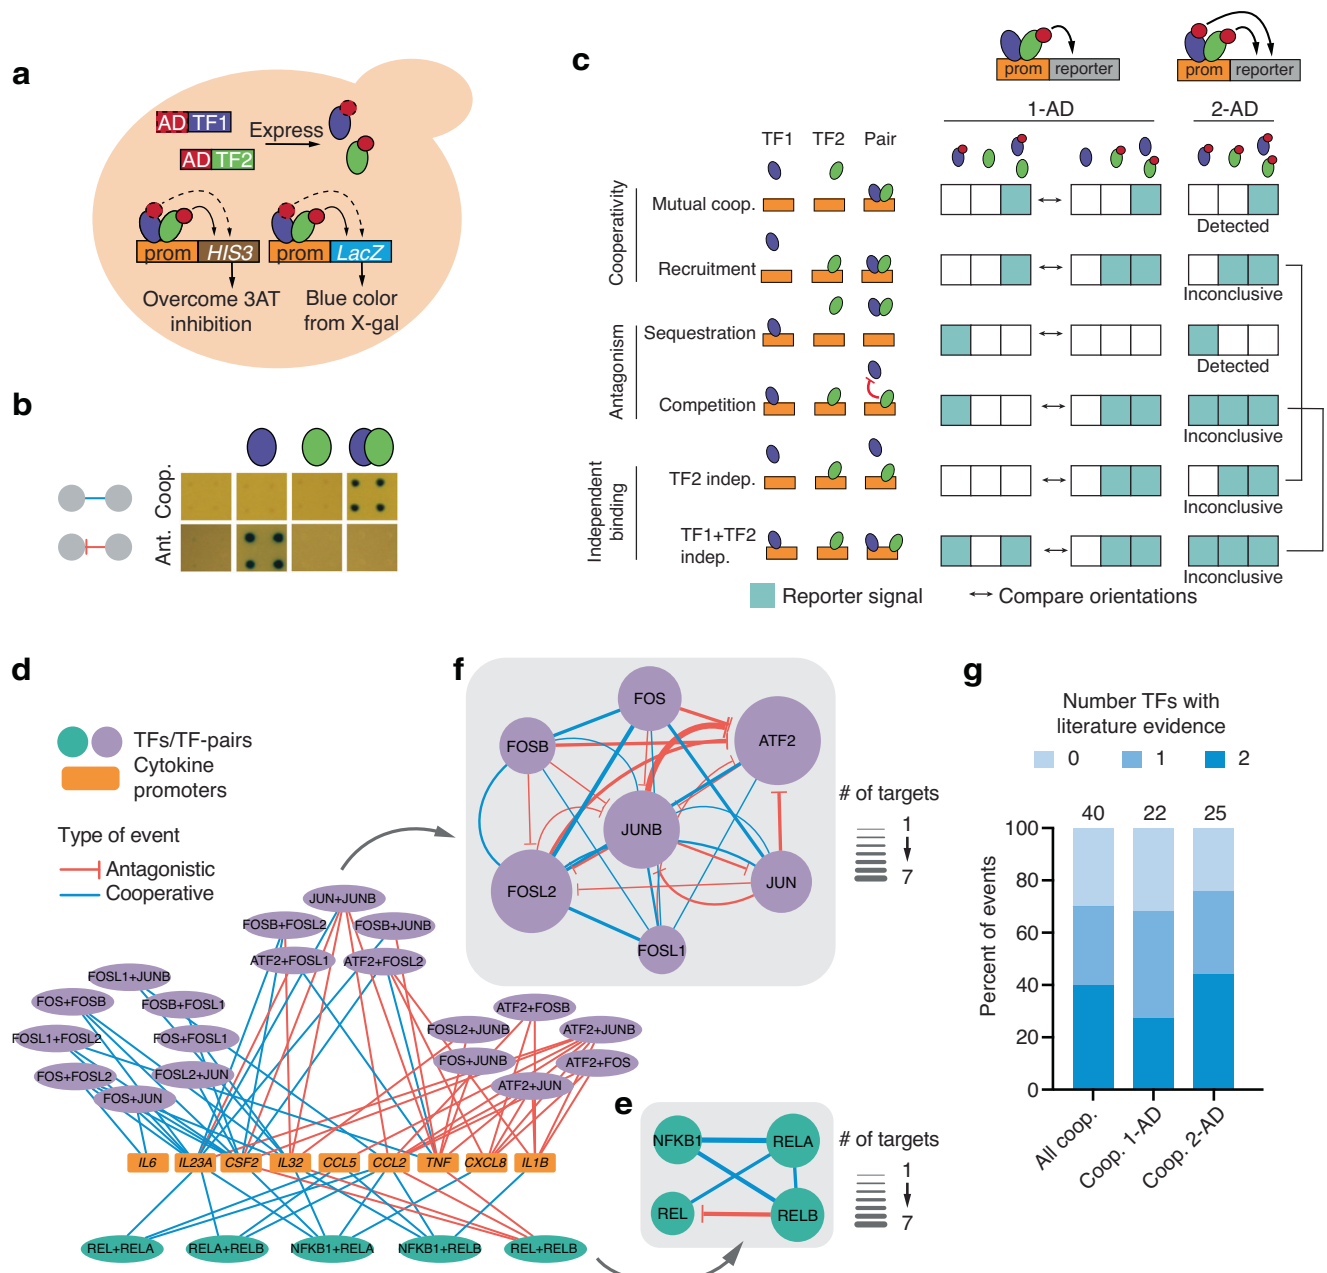 a
AD TF1
AD TF2
Express
prom HIS3
prom LacZ
Overcome 3AT
inhibition
Blue color
from X-gal
b
Coop.
Ant.
c
prom reporter
prom reporter
1-AD
2-AD
TF1 TF2 Pair
Cooperativity
Mutual coop.
Detected
Recruitment
Inconclusive
Antagonism
Sequestration
Detected
Competition
Inconclusive
Independent
binding
TF2 indep.
Inconclusive
TF1+TF2
indep.
Inconclusive
Reporter signal
Compare orientations
d
TFs/TF-pairs
Cytokine
promoters
Type of event
Antagonistic
Cooperative
JUN+JUNB
FOSB+FOSL2
FOSB+JUNB
ATF2+FOSL1
ATF2+FOSL2
FOSL1+JUNB
FOS+FOSB
FOSB+FOSL1
FOSL1+FOSL2
FOS+FOSL1
FOS+FOSL2
FOSL2+JUN
FOS+JUN
ATF2+FOSB
FOSL2+JUNB
ATF2+JUNB
FOS+JUNB
ATF2+FOS
ATF2+JUN
IL6 IL23A CSF2 IL32 CCL5 CCL2 TNF CXCL8 IL1B
REL+RELA RELA+RELB NFKB1+RELA NFKB1+RELB REL+RELB
e
NFKB1
RELA
REL
RELB
# of targets
1
7
f
FOS
FOSB
ATF2
JUNB
FOSL2
JUN
FOSL1
# of targets
1
7
g
Number TFs with
literature evidence
0 1 2
40 22 25
Percent of events
100
80
60
40
20
0
All coop.
Coop. 1-AD
Coop. 2-AD